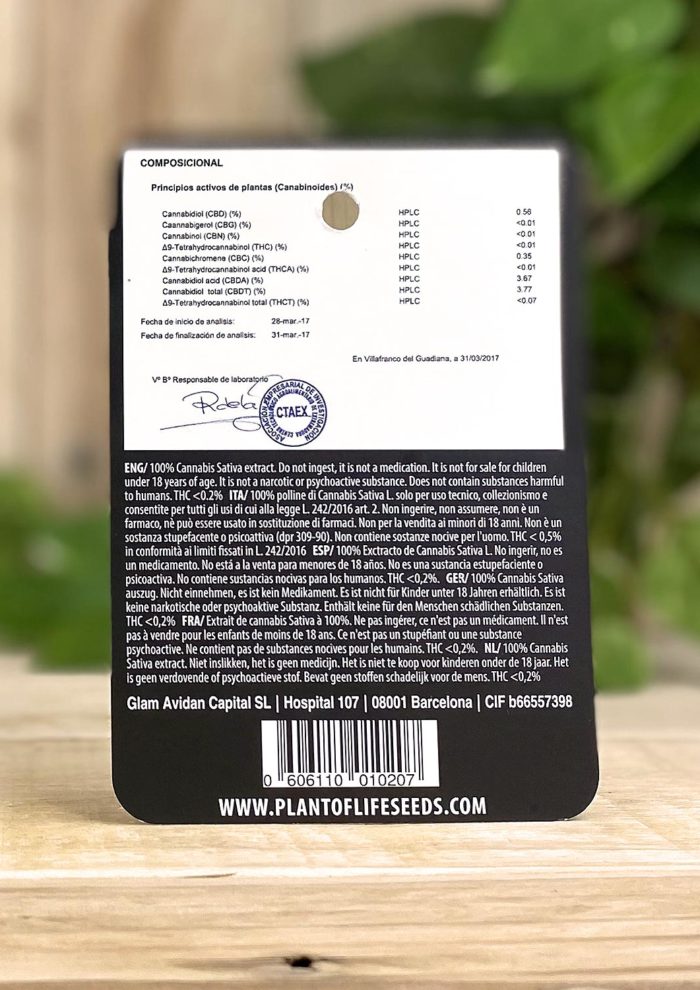 COMPOSICIONAL
Principios activos de plantas (Canabinoides) (%)
Cannabidiol (CBD) (%) HPLC 0.56
Caannabigerol (CBG) (%) HPLC <0.01
Cannabinol (CBN) (%) HPLC <0.01
Δ9-Tetrahydrocannabinol (THC) (%) HPLC <0.01
Cannabichromene (CBC) (%) HPLC 0.35
Δ9-Tetrahydrocannabinol acid (THCA) (%) HPLC <0.01
Cannabidiol acid (CBDA) (%) HPLC 3.67
Cannabidiol total (CBDT) (%) HPLC 3.77
Δ9-Tetrahydrocannabinol total (THCT) (%) HPLC <0.07
Fecha de inicio de analisis: 28-mar.-17
Fecha de finalización de analisis: 31-mar.-17
En Villafranco del Guadiana, a 31/03/2017
Vº Bº Responsable de laboratorio
ASOCIACIÓN EMPRESARIAL DE INVESTIGACIÓN
CENTRO TECNOLÓGICO AGROALIMENTARIO EXTREMADURA
CTAEX
ENG/ 100% Cannabis Sativa extract. Do not ingest, it is not a medication. It is not for sale for children
under 18 years of age. It is not a narcotic or psychoactive substance. Does not contain substances harmful
to humans. THC <0.2% ITA/ 100% polline di Cannabis Sativa L. solo per uso tecnico, collezionismo e
consentite per tutti gli usi di cui alla legge L. 242/2016 art. 2. Non ingerire, non assumere, non è un
farmaco, nè può essere usato in sostituzione di farmaci. Non per la vendita ai minori di 18 anni. Non è un
sostanza stupefacente o psicoattiva (dpr 309-90). Non contiene sostanze nocive per l'uomo. THC < 0,5%
in conformità ai limiti fissati in L. 242/2016 ESP/ 100% Exctracto de Cannabis Sativa L. No ingerir, no es
un medicamento. No está a la venta para menores de 18 años. No es una sustancia estupefaciente o
psicoactiva. No contiene sustancias nocivas para los humanos. THC <0,2%. GER/ 100% Cannabis Sativa
auszug. Nicht einnehmen, es ist kein Medikament. Es ist nicht für Kinder unter 18 Jahren erhältlich. Es ist
keine narkotische oder psychoaktive Substanz. Enthält keine für den Menschen schädlichen Substanzen.
THC <0,2% FRA/ Extrait de cannabis Sativa à 100%. Ne pas ingérer, ce n'est pas un médicament. Il n'est
pas à vendre pour les enfants de moins de 18 ans. Ce n'est pas un stupéfiant ou une substance
psychoactive. Ne contient pas de substances nocives pour les humains. THC <0,2%. NL/ 100% Cannabis
Sativa extract. Niet inslikken, het is geen medicijn. Het is niet te koop voor kinderen onder de 18 jaar. Het
is geen verdovende of psychoactieve stof. Bevat geen stoffen schadelijk voor de mens. THC <0,2%
Glam Avidan Capital SL | Hospital 107 | 08001 Barcelona | CIF b66557398
0 606110 010207
WWW.PLANTOFLIFESEEDS.COM